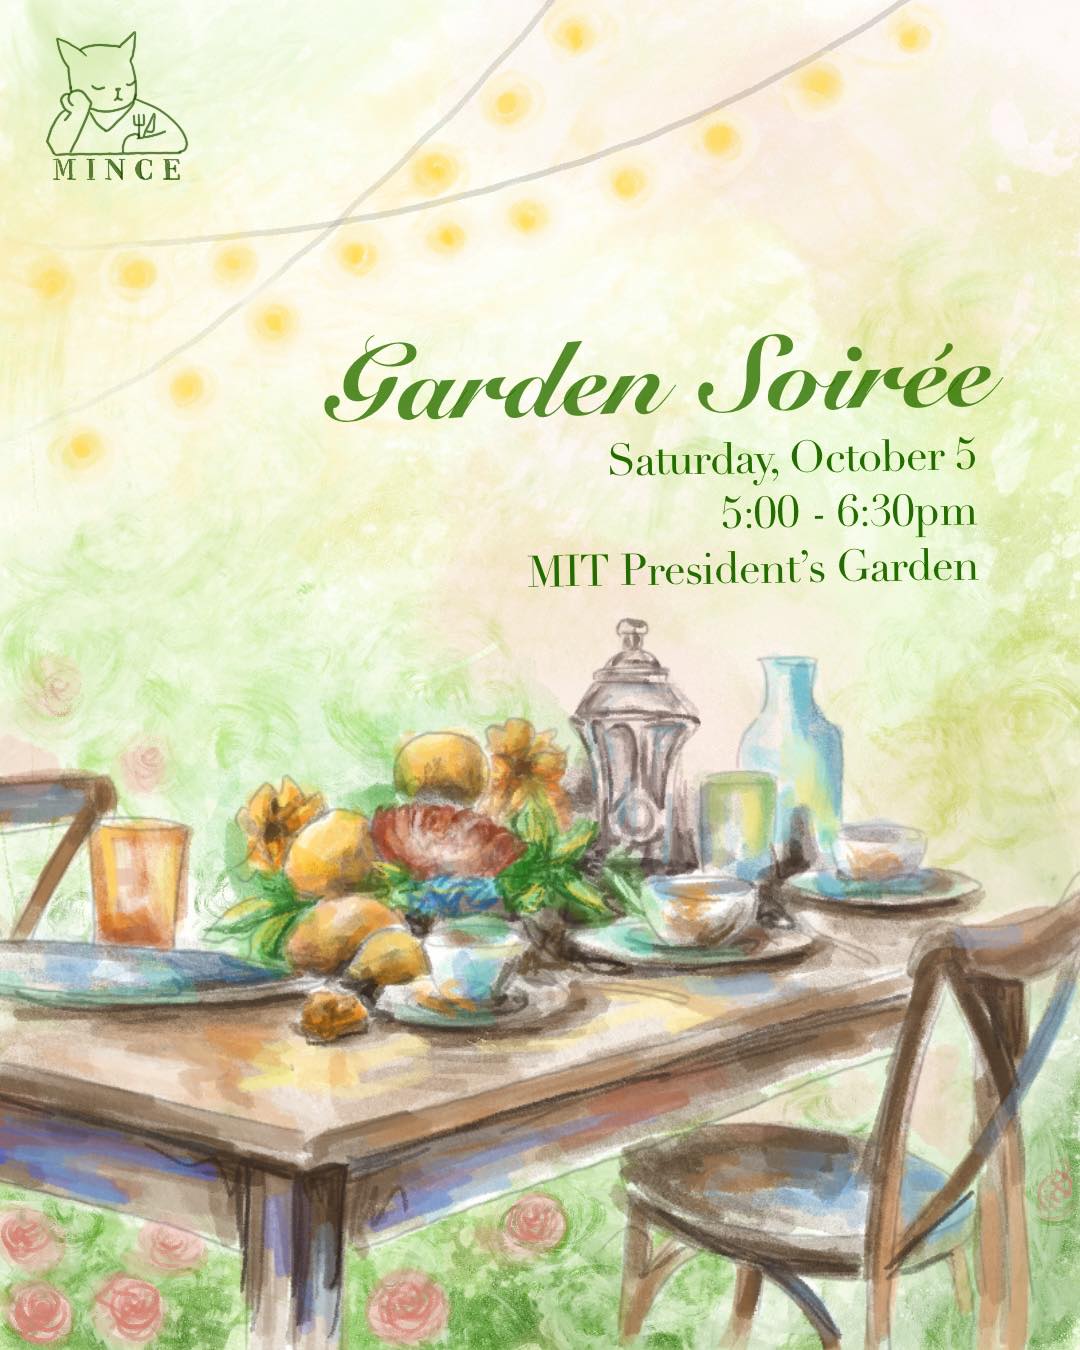 MINCE
Garden Soirée
Saturday, October 5
5:00 - 6:30pm
MIT President's Garden